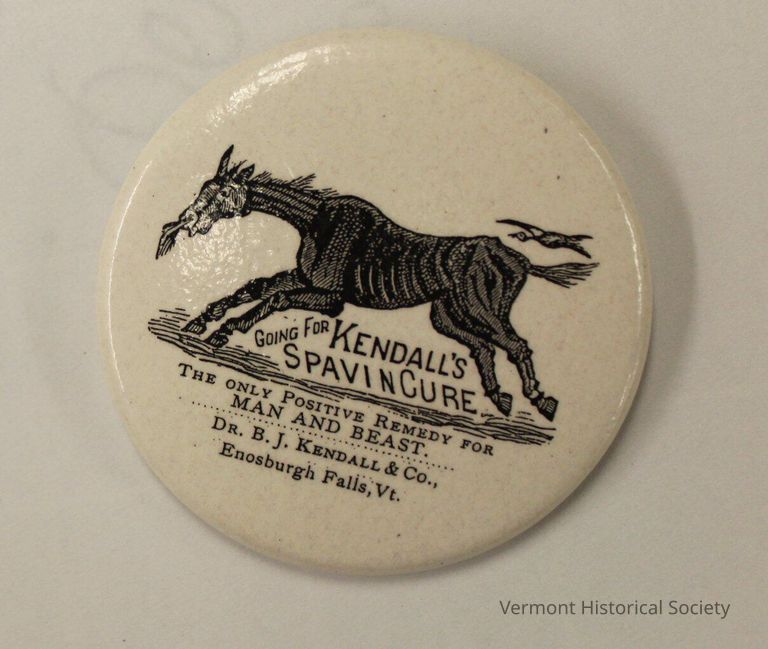 GOING FOR KENDALL'S
SPAVIN CURE
THE ONLY POSITIVE REMEDY FOR
MAN AND BEAST.
DR. B. J. KENDALL & CO.,
Enosburgh Falls, Vt.
Vermont Historical Society